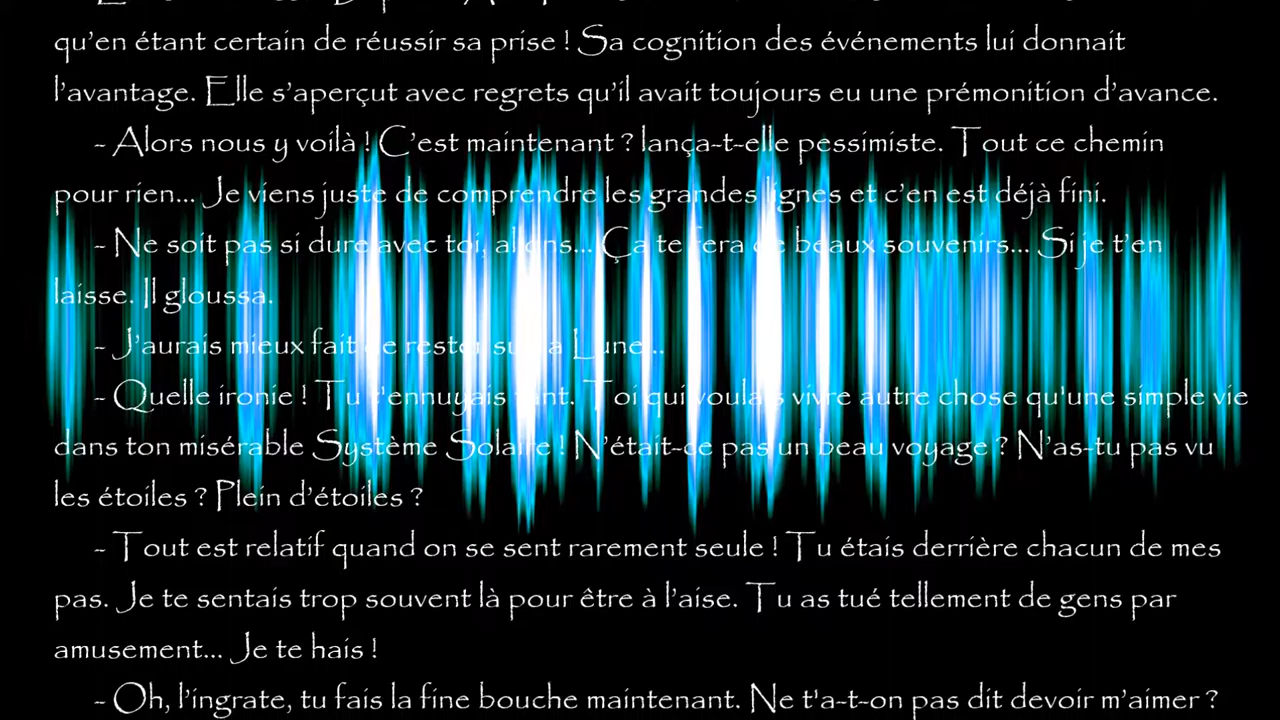 qu'en étant certain de réussir sa prise ! Sa cognition des événements lui donnait
l'avantage. Elle s'aperçut avec regrets qu'il avait toujours eu une prémonition d'avance.
- Alors nous y voilà ! C'est maintenant ? lança-t-elle pessimiste. Tout ce chemin
pour rien... Je viens juste de comprendre les grandes lignes et c'en est déjà fini.
- Ne soit pas si dure avec toi, allons... Ça te fera de beaux souvenirs... Si je t'en
laisse. Il gloussa.
- J'aurais mieux fait de rester sur la Lune...
- Quelle ironie ! Tu t'ennuyais tant. Toi qui voulais vivre autre chose qu'une simple vie
dans ton misérable Système Solaire ! N'était-ce pas un beau voyage ? N'as-tu pas vu
les étoiles ? Plein d'étoiles ?
- Tout est relatif quand on se sent rarement seule ! Tu étais derrière chacun de mes
pas. Je te sentais trop souvent là pour être à l'aise. Tu as tué tellement de gens par
amusement... Je te hais !
- Oh, l'ingrate, tu fais la fine bouche maintenant. Ne t'a-t-on pas dit devoir m'aimer ?